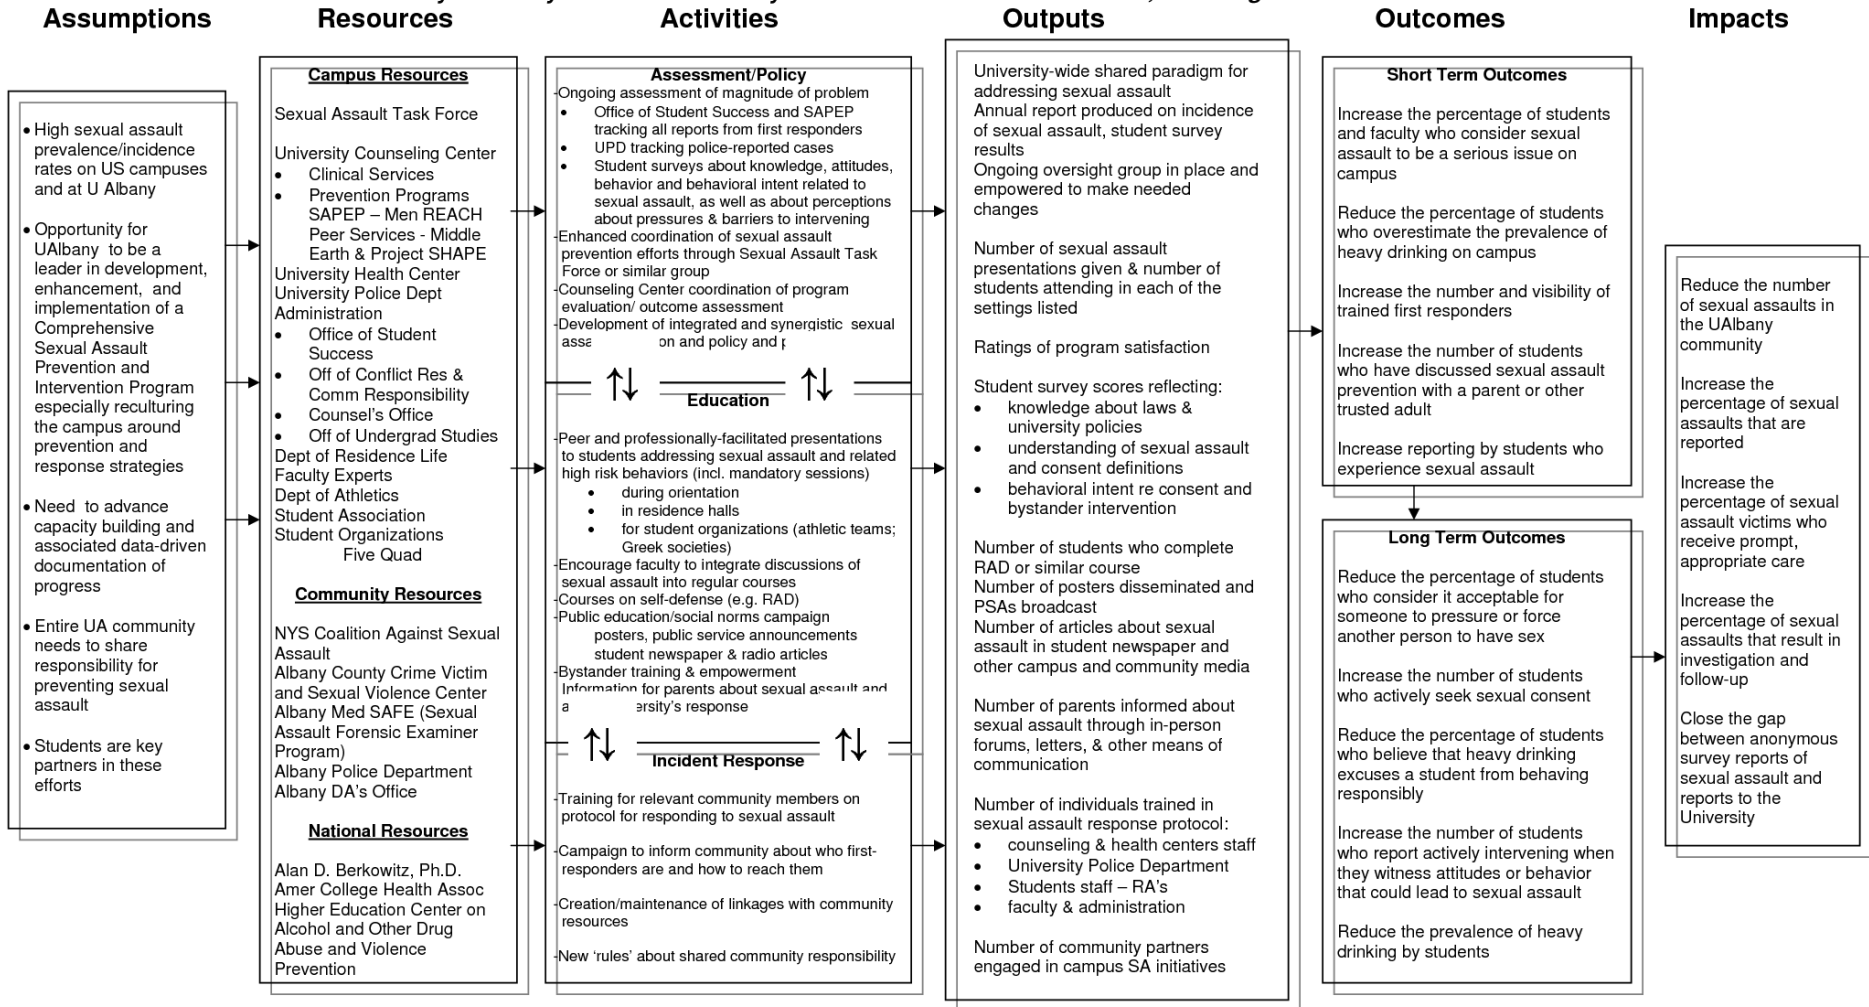 Assumptions
Resources
Activities
Outputs
Outcomes
Impacts
• High sexual assault
prevalence/incidence
rates on US campuses
and at U Albany
• Opportunity for
UAlbany to be a
leader in development,
enhancement, and
implementation of a
Comprehensive
Sexual Assault
Prevention and
Intervention Program
especially reculturing
the campus around
prevention and
response strategies
• Need to advance
capacity building and
associated data-driven
documentation of
progress
• Entire UA community
needs to share
responsibility for
preventing sexual
assault
• Students are key
partners in these
efforts
Campus Resources
Sexual Assault Task Force
University Counseling Center
• Clinical Services
• Prevention Programs
SAPEP – Men REACH
Peer Services - Middle
Earth & Project SHAPE
University Health Center
University Police Dept
Administration
• Office of Student
Success
• Off of Conflict Res &
Comm Responsibility
• Counsel's Office
• Off of Undergrad Studies
Dept of Residence Life
Faculty Experts
Dept of Athletics
Student Association
Student Organizations
Five Quad
Community Resources
NYS Coalition Against Sexual
Assault
Albany County Crime Victim
and Sexual Violence Center
Albany Med SAFE (Sexual
Assault Forensic Examiner
Program)
Albany Police Department
Albany DA's Office
National Resources
Alan D. Berkowitz, Ph.D.
Amer College Health Assoc
Higher Education Center on
Alcohol and Other Drug
Abuse and Violence
Prevention
Assessment/Policy
-Ongoing assessment of magnitude of problem
• Office of Student Success and SAPEP
tracking all reports from first responders
• UPD tracking police-reported cases
• Student surveys about knowledge, attitudes,
behavior and behavioral intent related to
sexual assault, as well as about perceptions
about pressures & barriers to intervening
-Enhanced coordination of sexual assault
prevention efforts through Sexual Assault Task
Force or similar group
-Counseling Center coordination of program
evaluation/ outcome assessment
-Development of integrated and synergistic sexual
on and policy and
Education
-Peer and professionally-facilitated presentations
to students addressing sexual assault and related
high risk behaviors (incl. mandatory sessions)
• during orientation
• in residence halls
• for student organizations (athletic teams;
Greek societies)
-Encourage faculty to integrate discussions of
sexual assault into regular courses
-Courses on self-defense (e.g. RAD)
-Public education/social norms campaign
posters, public service announcements
student newspaper & radio articles
-Bystander training & empowerment
Information for parents about sexual assault and
ersity's response
Incident Response
-Training for relevant community members on
protocol for responding to sexual assault
-Campaign to inform community about who first-
responders are and how to reach them
-Creation/maintenance of linkages with community
resources
-New 'rules' about shared community responsibility
University-wide shared paradigm for
addressing sexual assault
Annual report produced on incidence
of sexual assault, student survey
results
Ongoing oversight group in place and
empowered to make needed
changes
Number of sexual assault
presentations given & number of
students attending in each of the
settings listed
Ratings of program satisfaction
Student survey scores reflecting:
• knowledge about laws &
university policies
• understanding of sexual assault
and consent definitions
• behavioral intent re consent and
bystander intervention
Number of students who complete
RAD or similar course
Number of posters disseminated and
PSAs broadcast
Number of articles about sexual
assault in student newspaper and
other campus and community media
Number of parents informed about
sexual assault through in-person
forums, letters, & other means of
communication
Number of individuals trained in
sexual assault response protocol:
• counseling & health centers staff
• University Police Department
• Students staff – RA's
• faculty & administration
Number of community partners
engaged in campus SA initiatives
Short Term Outcomes
Increase the percentage of students
and faculty who consider sexual
assault to be a serious issue on
campus
Reduce the percentage of students
who overestimate the prevalence of
heavy drinking on campus
Increase the number and visibility of
trained first responders
Increase the number of students
who have discussed sexual assault
prevention with a parent or other
trusted adult
Increase reporting by students who
experience sexual assault
Long Term Outcomes
Reduce the percentage of students
who consider it acceptable for
someone to pressure or force
another person to have sex
Increase the number of students
who actively seek sexual consent
Reduce the percentage of students
who believe that heavy drinking
excuses a student from behaving
responsibly
Increase the number of students
who report actively intervening when
they witness attitudes or behavior
that could lead to sexual assault
Reduce the prevalence of heavy
drinking by students
Reduce the number
of sexual assaults in
the UAlbany
community
Increase the
percentage of sexual
assaults that are
reported
Increase the
percentage of sexual
assault victims who
receive prompt,
appropriate care
Increase the
percentage of sexual
assaults that result in
investigation and
follow-up
Close the gap
between anonymous
survey reports of
sexual assault and
reports to the
University